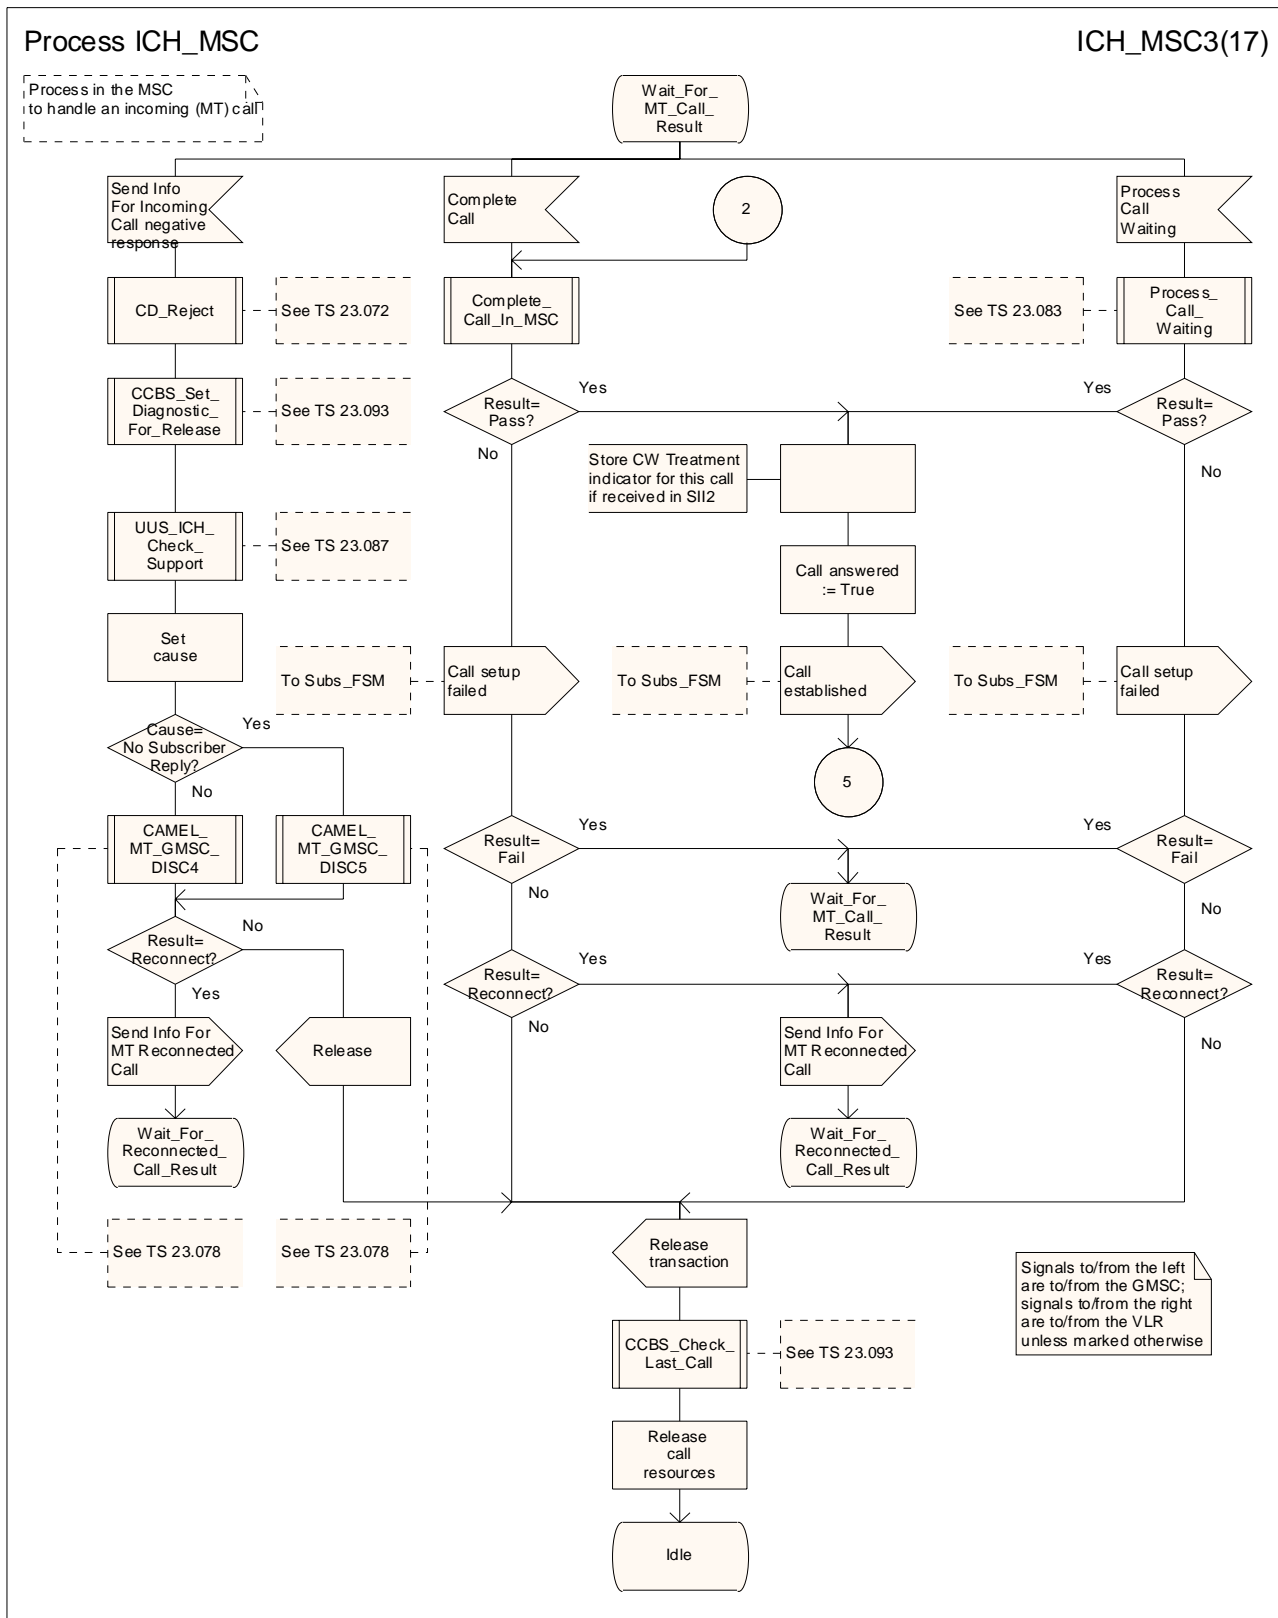 Process ICH_MSC
ICH_MSC3(17)
Process in the MSC
to handle an incoming (MT) call
Wait_For_
MT_Call_
Result
Send Info
For Incoming
Call negative
response
Complete
Call
2
Process
Call
Waiting
CD_Reject
See TS 23.072
Complete_
Call_In_MSC
See TS 23.083
Process_
Call_
Waiting
CCBS_Set_
Diagnostic_
For_Release
See TS 23.093
Result=
Pass?
Yes
No
Yes
Result=
Pass?
No
Store CW Treatment
indicator for this call
if received in SII2
UUS_ICH_
Check_
Support
See TS 23.087
Call answered
:= True
Set
cause
To Subs_FSM
Call setup
failed
To Subs_FSM
Call
established
To Subs_FSM
Call setup
failed
Cause=
No Subscriber
Reply?
Yes
No
5
CAMEL_
MT_GMSC_
DISC4
CAMEL_
MT_GMSC_
DISC5
Result=
Fail
Yes
No
Yes
Result=
Fail
No
Wait_For_
MT_Call_
Result
Result=
Reconnect?
No
Yes
Result=
Reconnect?
Yes
No
Yes
Result=
Reconnect?
No
Send Info For
MT Reconnected
Call
Release
Send Info For
MT Reconnected
Call
Wait_For_
Reconnected_
Call_Result
Wait_For_
Reconnected_
Call_Result
See TS 23.078
See TS 23.078
Release
transaction
Signals to/from the left
are to/from the GMSC;
signals to/from the right
are to/from the VLR
unless marked otherwise
CCBS_Check_
Last_Call
See TS 23.093
Release
call
resources
Idle